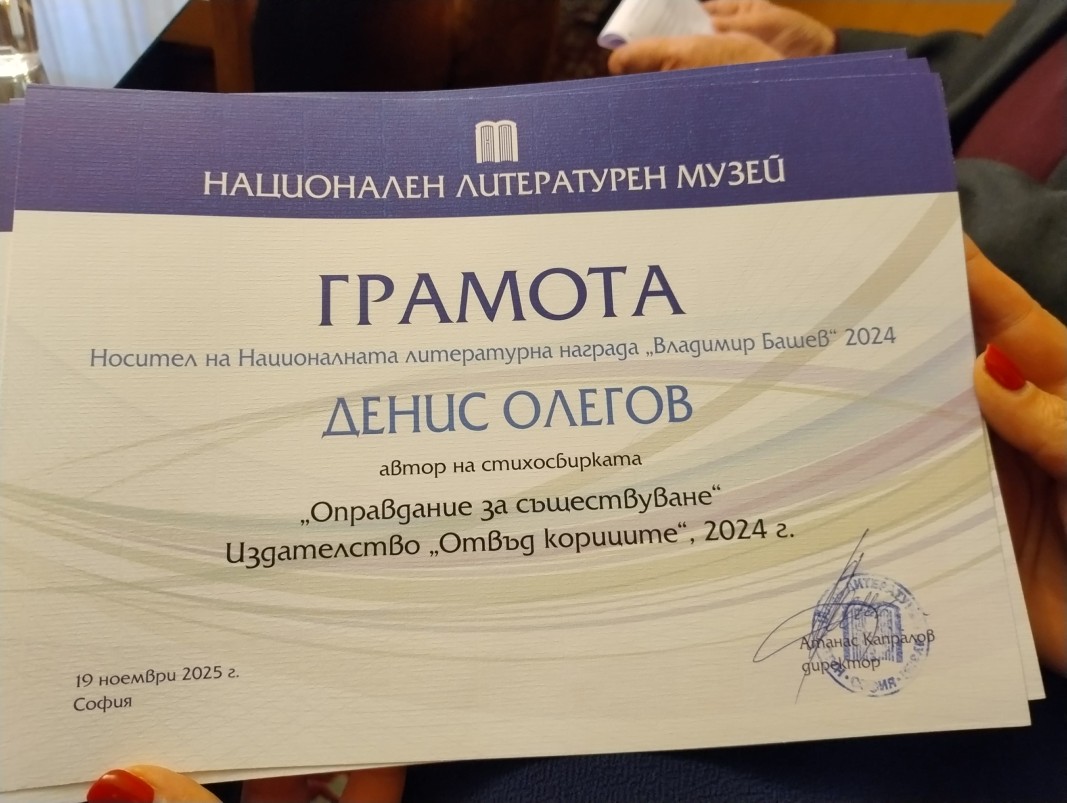 НАЦИОНАЛЕН ЛИТЕРАТУРЕН МУЗЕЙ
ГРАМОТА
Носител на Националната литературна награда „Владимир Башев“ 2024
ДЕНИС ОЛЕГОВ
автор на стихосбирката
„Оправдание за съществуване“
Издателство „Отвъд кориците“, 2024 г.
Атанас Капралов
директор
СОФИЯ
19 ноември 2025 г.
София